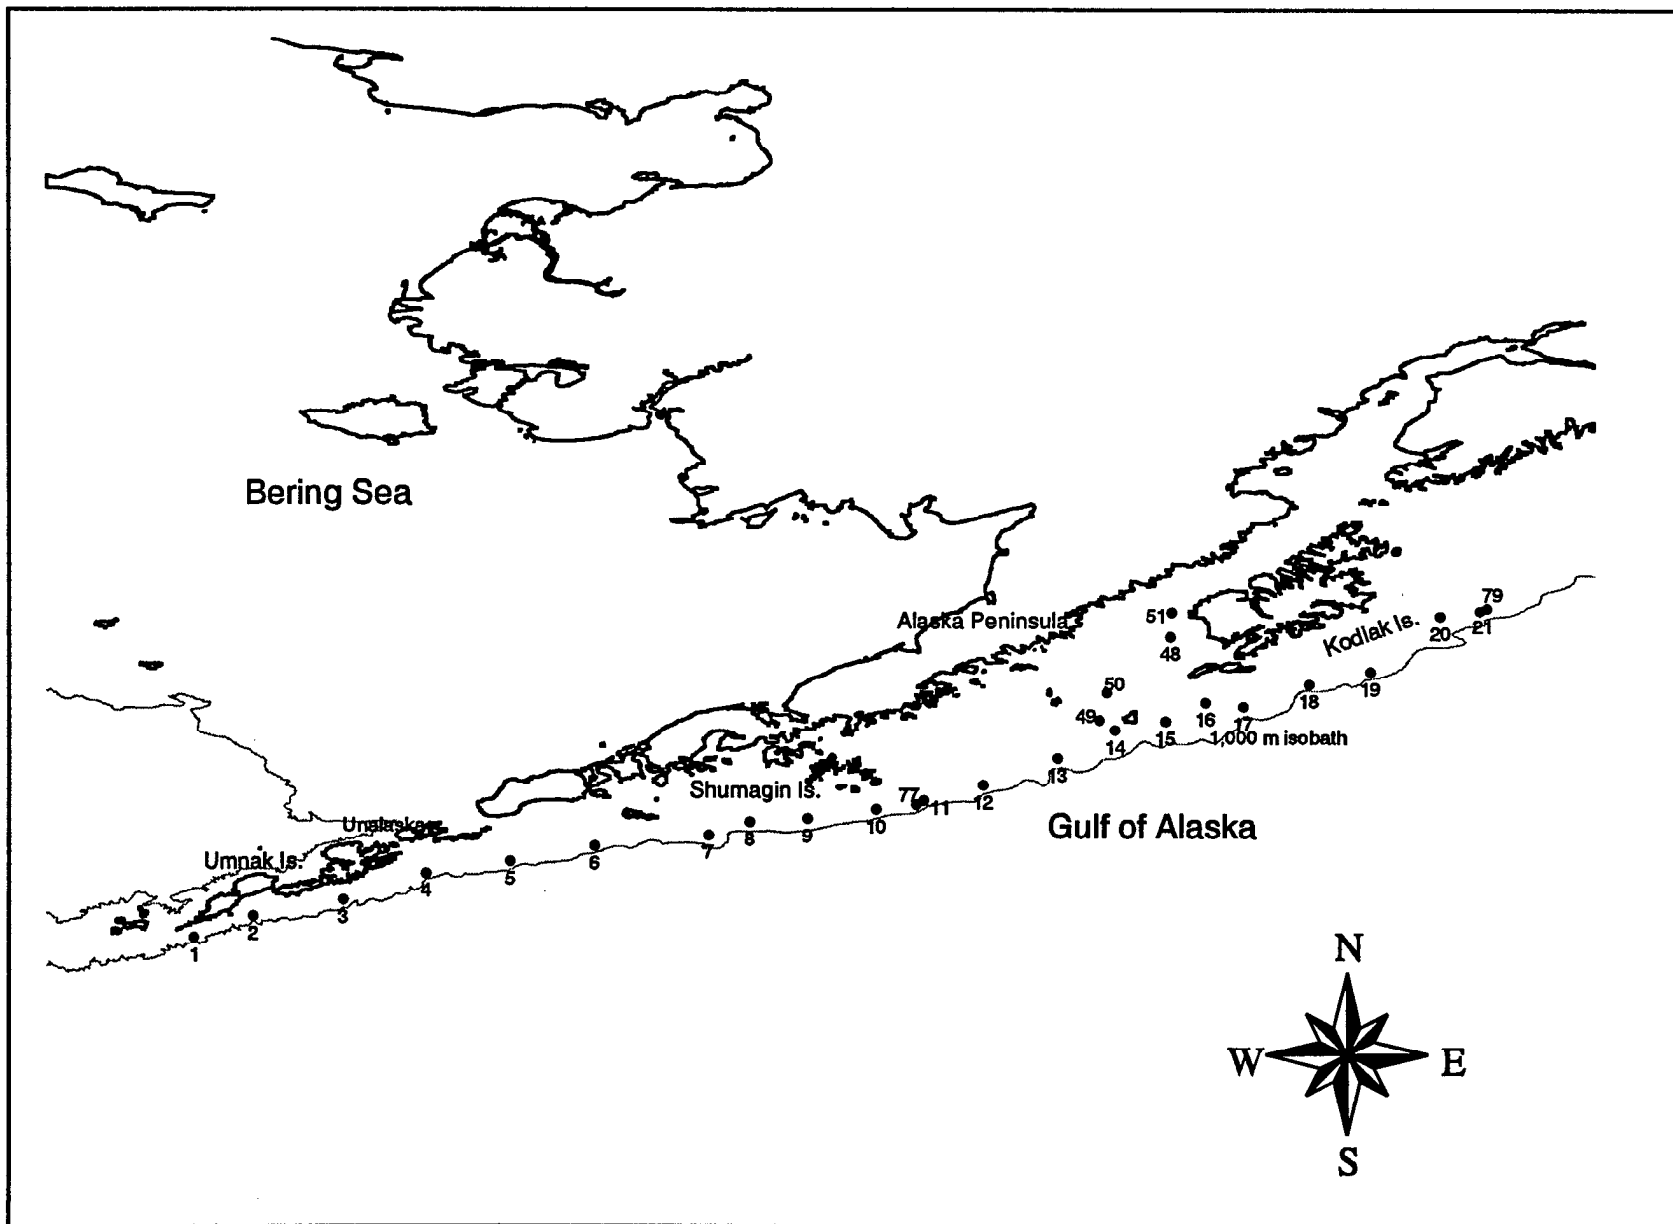 Bering Sea
51
79
Alaska Peninsula
20
21
Kodiak Is.
48
50
19
18
49
16
17
14
15
1,000 m isobath
13
Shumagin Is.
77
11
12
10
Gulf of Alaska
Unalaska
9
8
7
Umnak Is.
6
5
4
3
2
1
N
W
E
S